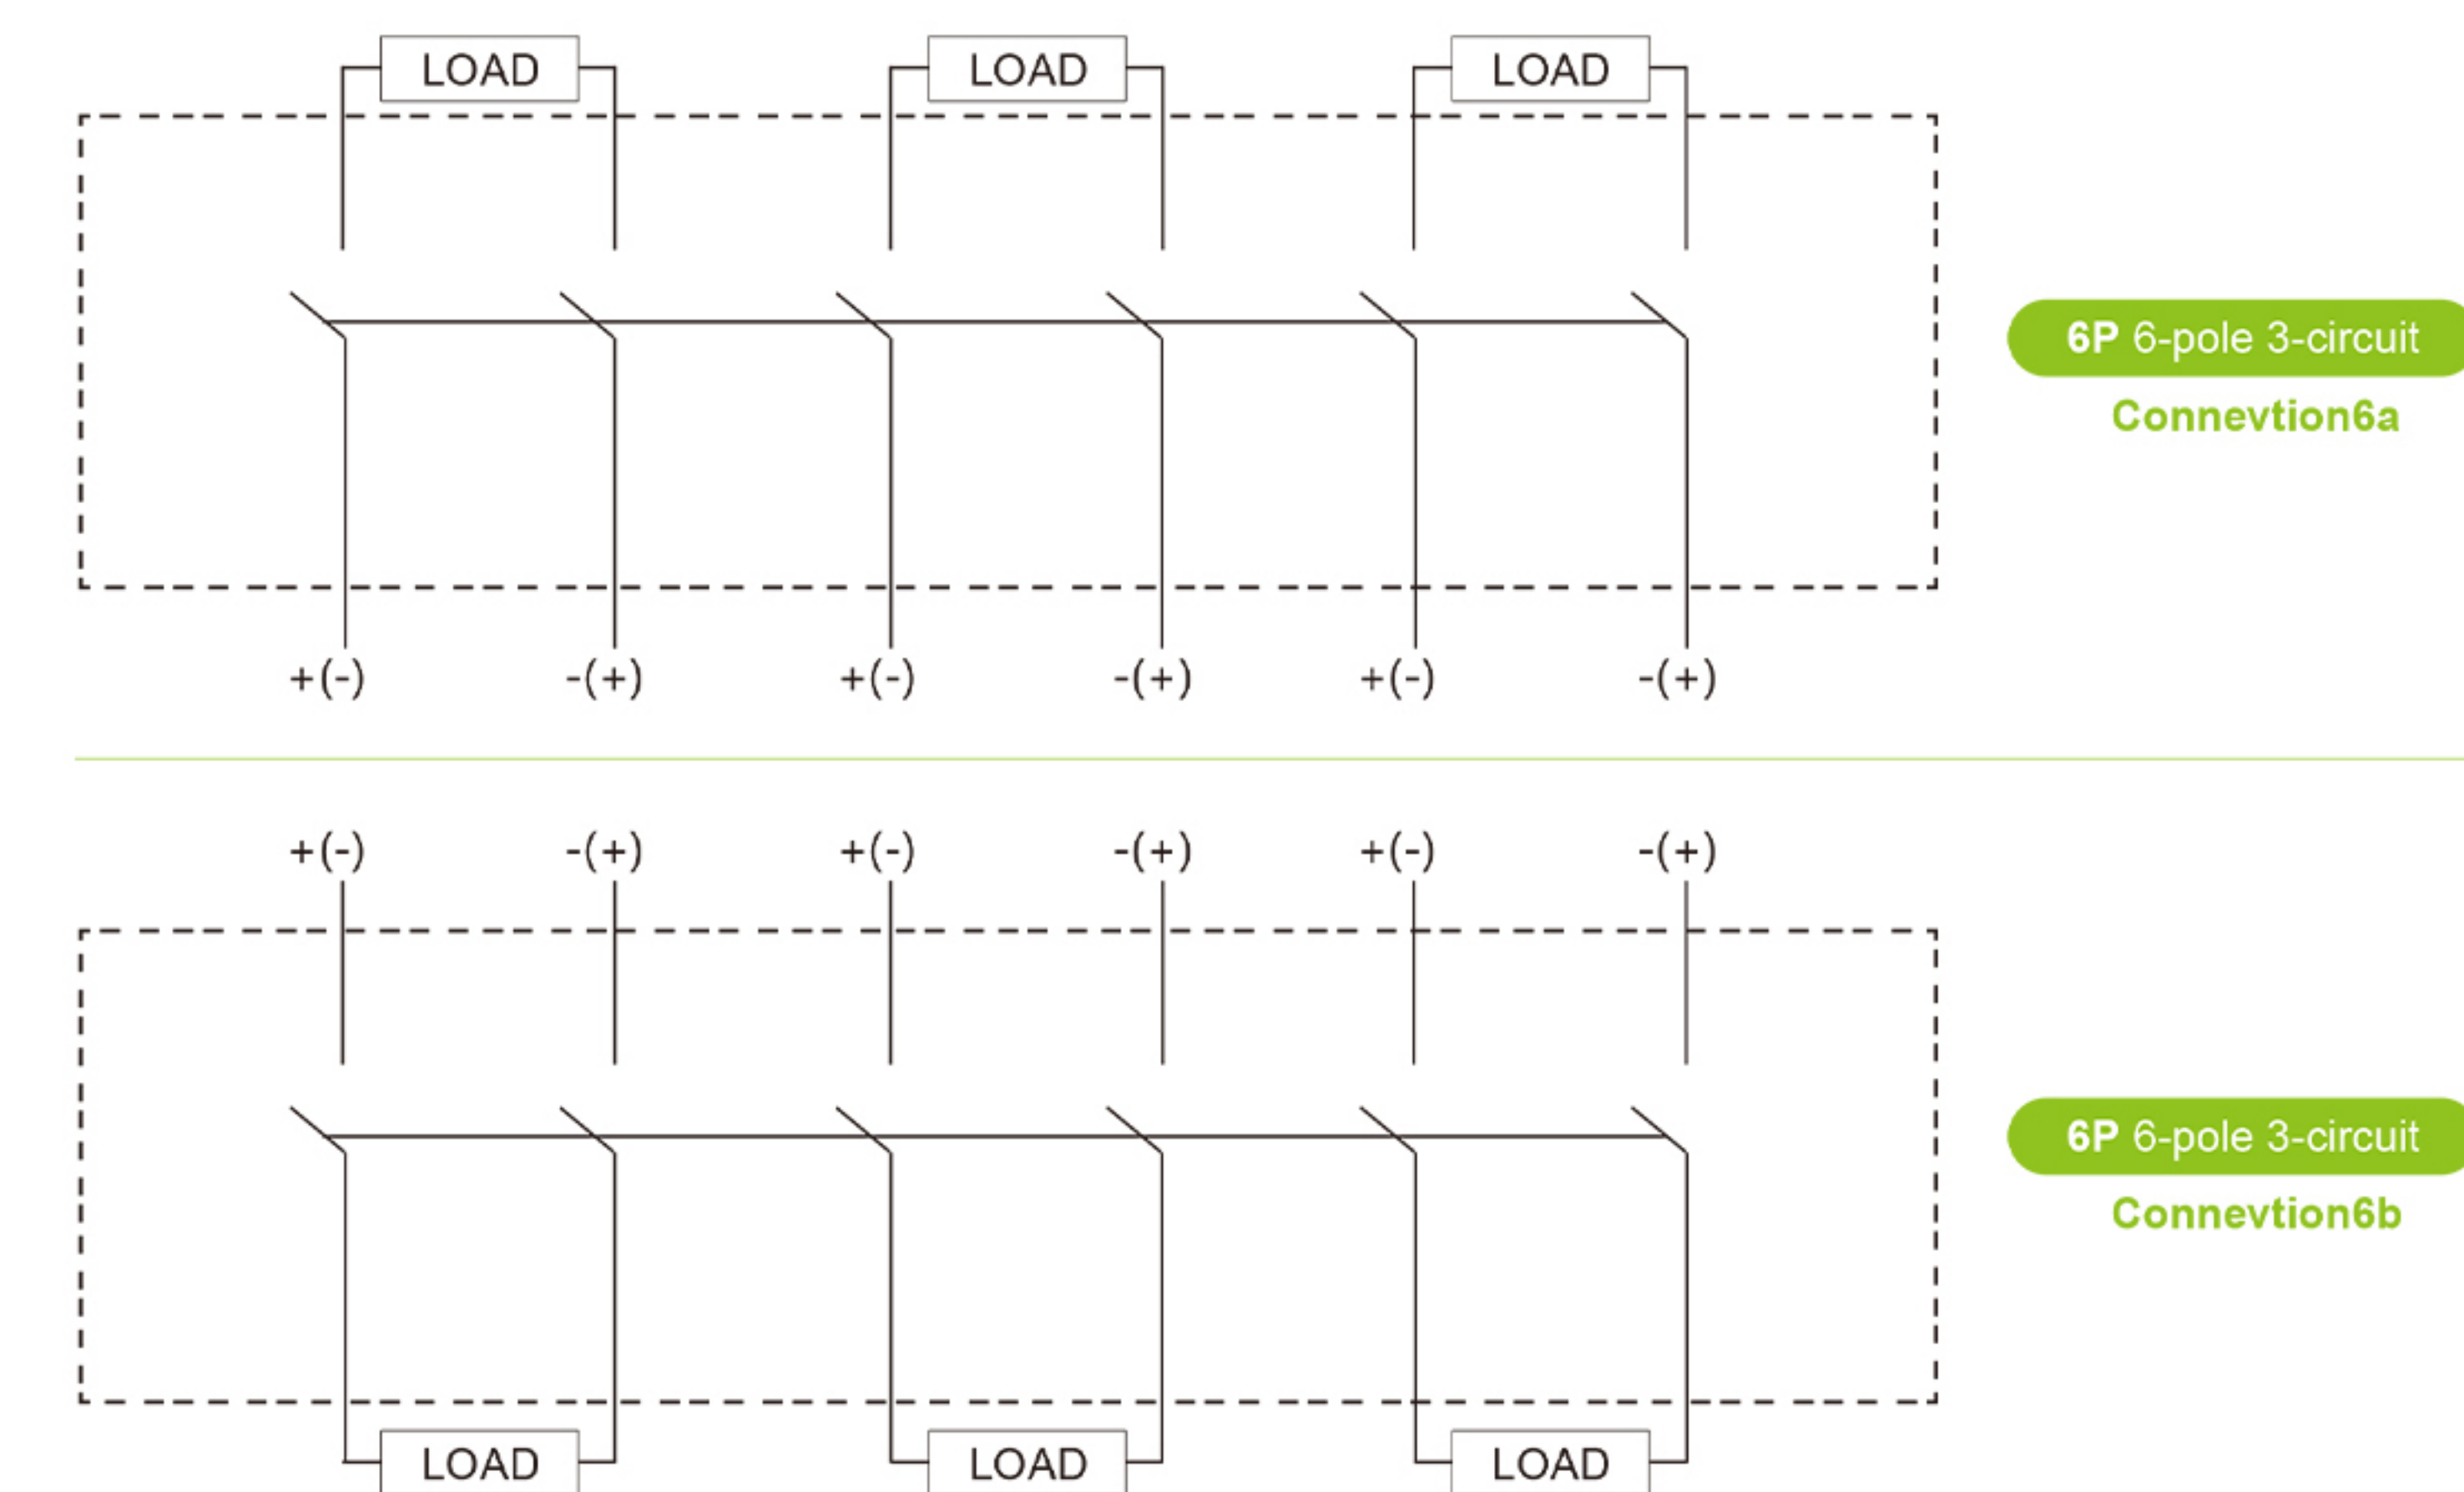 LOAD LOAD LOAD
6P 6-pole 3-circuit
Connevtion6a
+(-) -(+) +(-) -(+) +(-) -(+)
+(-) -(+) +(-) -(+) +(-) -(+)
6P 6-pole 3-circuit
Connevtion6b
LOAD LOAD LOAD